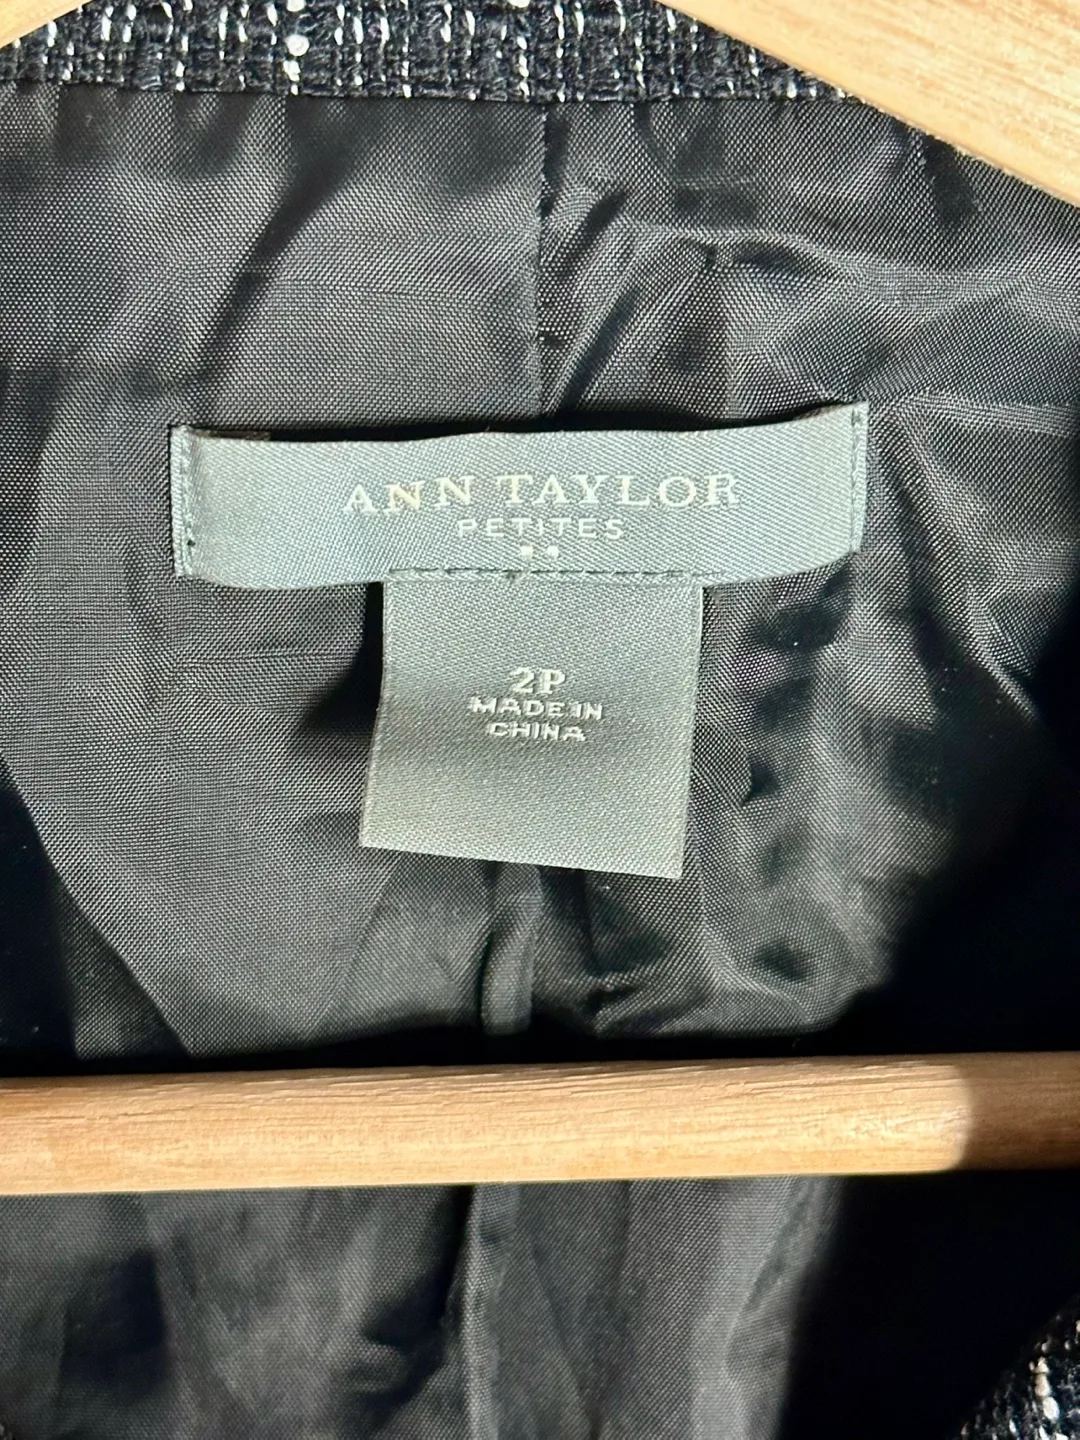 ANN TAYLOR
PETITES
2P
MADE IN
CHINA